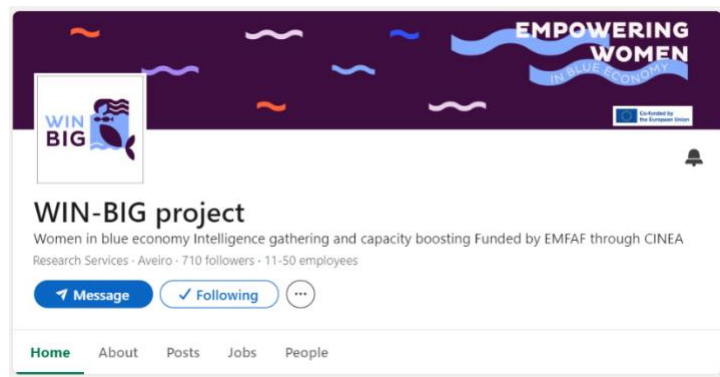 EMPOWERING
WOMEN
IN BLUE ECONOMY
Co-funded by
the European Union
WIN
BIG
WIN-BIG project
Women in blue economy Intelligence gathering and capacity boosting Funded by EMFAF through CINEA
Research Services · Aveiro · 710 followers · 11-50 employees
Message
Following
Home About Posts Jobs People